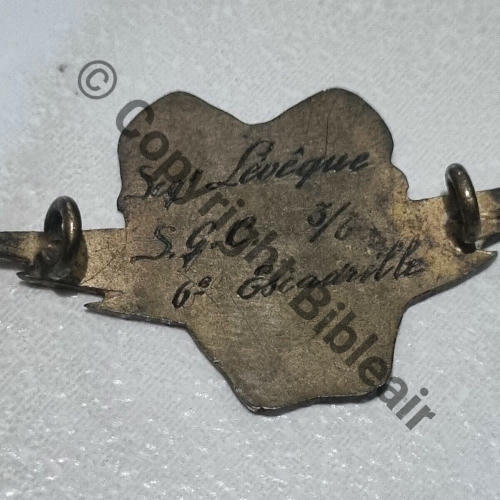 Lévêque
S.G.O 3/6
6e Escadrille
© Copyright Bibleair